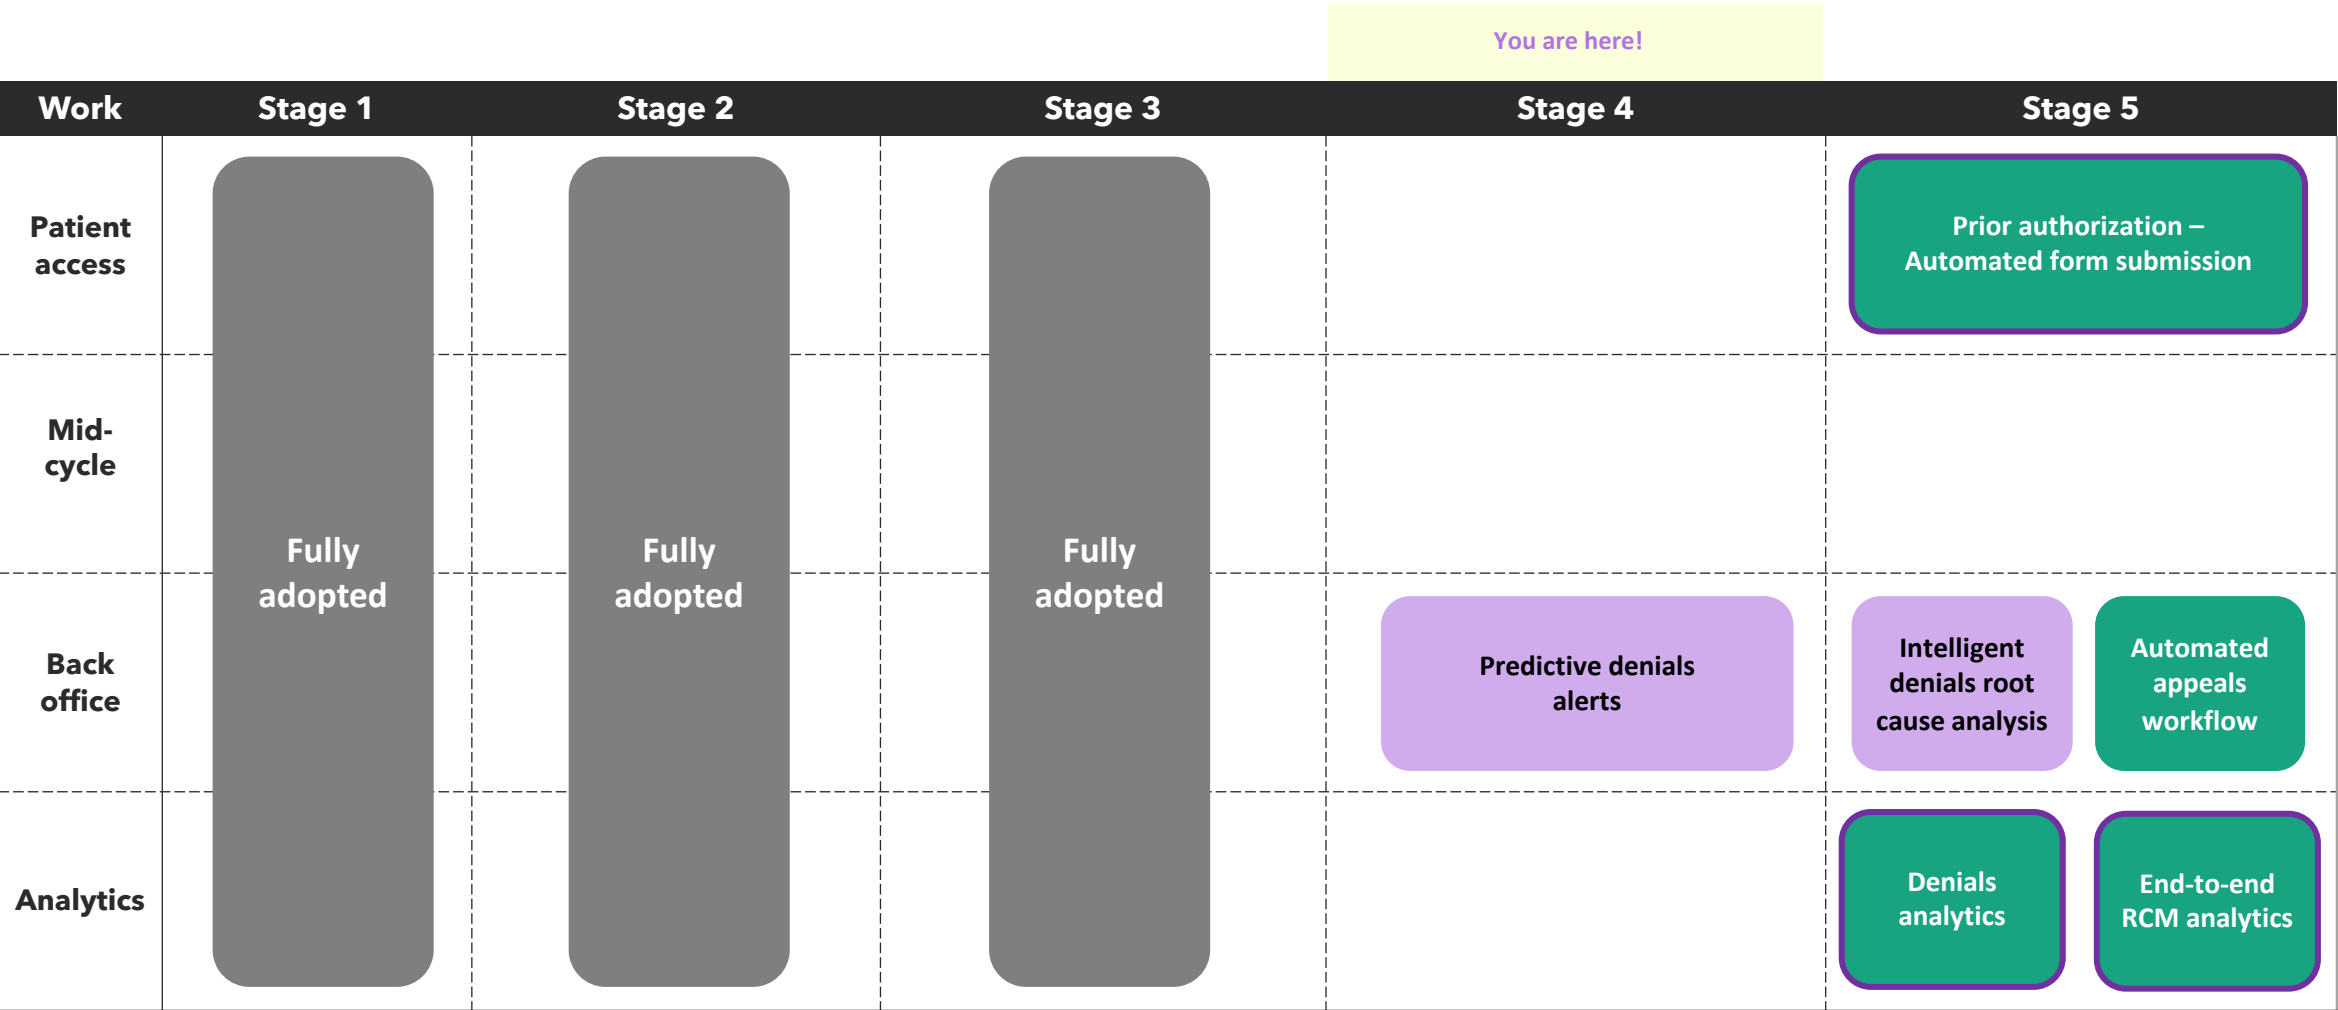 You are here!
Work
Stage 1
Stage 2
Stage 3
Stage 4
Stage 5
Patient
access
Prior authorization –
Automated form submission
Mid-
cycle
Fully
adopted
Fully
adopted
Fully
adopted
Back
office
Predictive denials
alerts
Intelligent
denials root
cause analysis
Automated
appeals
workflow
Analytics
Denials
analytics
End-to-end
RCM analytics